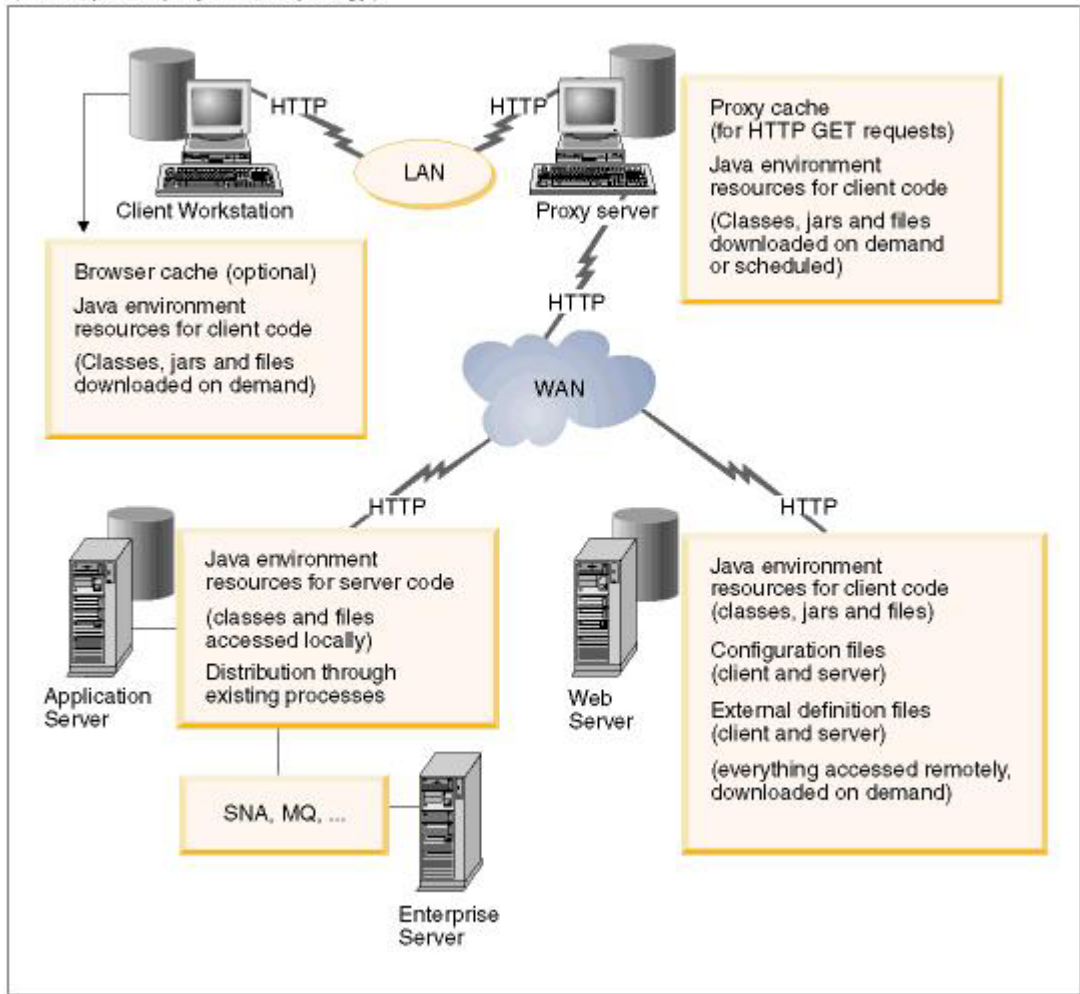 HTTP
HTTP
LAN
Client Workstation
Proxy server
Proxy cache
(for HTTP GET requests)
Java environment
resources for client code
(Classes, jars and files
downloaded on demand
or scheduled)
Browser cache (optional)
Java environment
resources for client code
(Classes, jars and files
downloaded on demand)
HTTP
WAN
HTTP
HTTP
Java environment
resources for server code
(classes and files
accessed locally)
Distribution through
existing processes
Application
Server
Java environment
resources for client code
(classes, jars and files)
Configuration files
(client and server)
External definition files
(client and server)
(everything accessed remotely,
downloaded on demand)
Web
Server
SNA, MQ, ...
Enterprise
Server